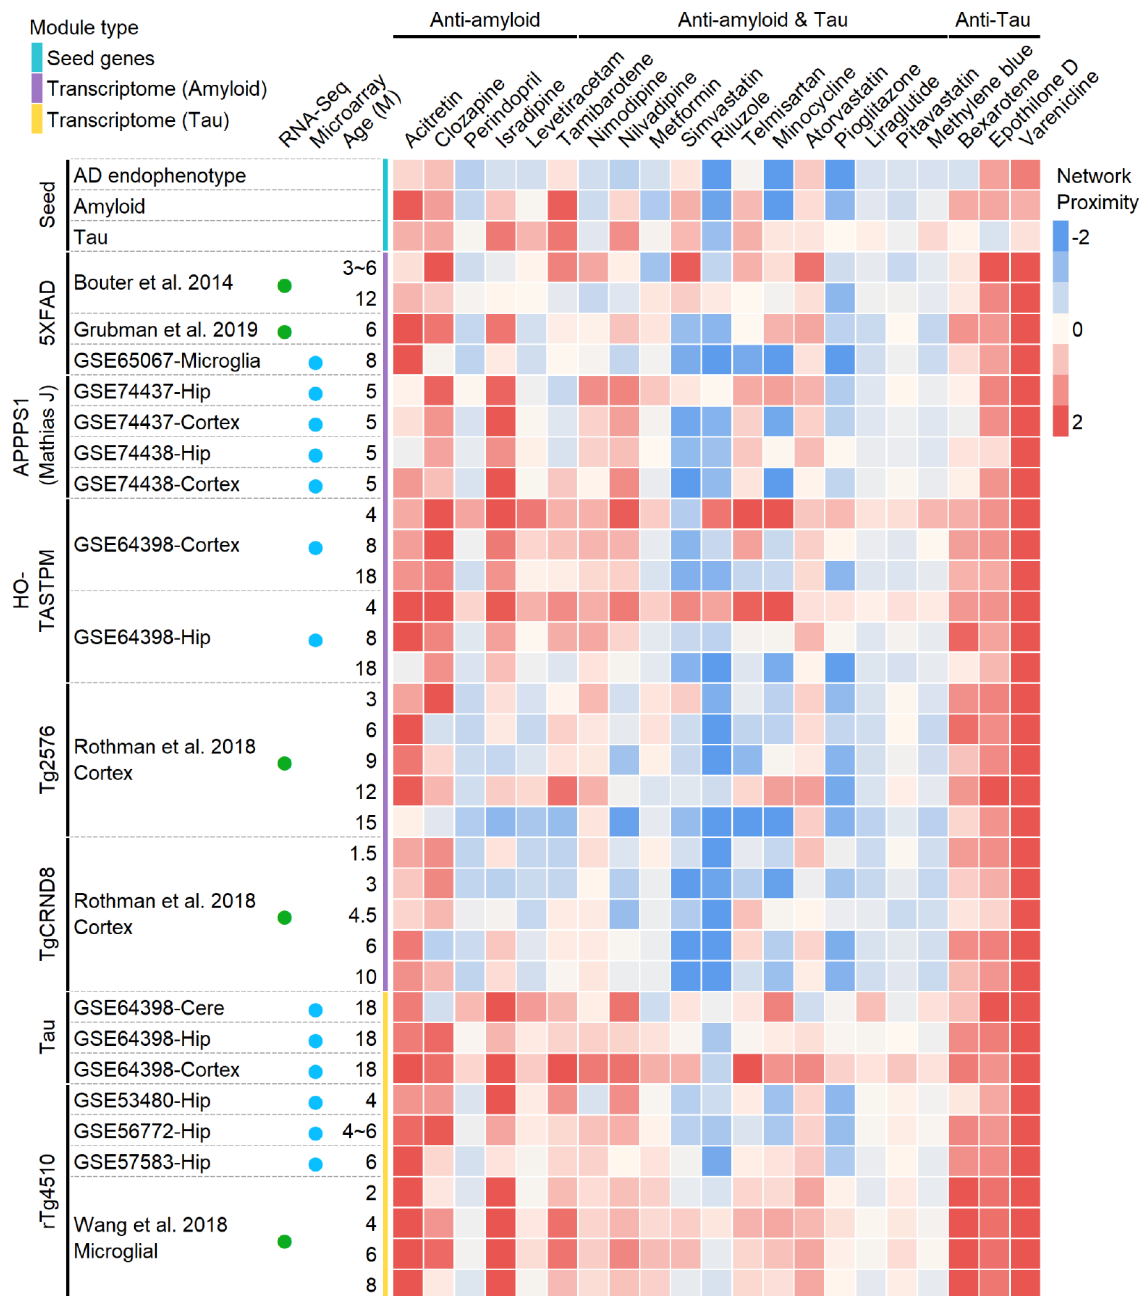 Module type
Seed genes
Transcriptome (Amyloid)
Transcriptome (Tau)
Anti-amyloid
Anti-amyloid & Tau
Anti-Tau
RNA-Seq
Microarray
Age (M)
Acitretin
Clozapine
Perindopril
Isradipine
Levetiracetam
Tamibarotene
Nimodipine
Nilvadipine
Metformin
Simvastatin
Riluzole
Telmisartan
Minocycline
Atorvastatin
Pioglitazone
Liraglutide
Pitavastatin
Methylene blue
Bexarotene
Epothilone D
Varenicline
Network
Proximity
-2
0
2
Seed
AD endophenotype
Amyloid
Tau
5XFAD
Bouter et al. 2014
3~6
12
Grubman et al. 2019 6
GSE65067-Microglia 8
APPPS1
(Mathias J)
GSE74437-Hip 5
GSE74437-Cortex 5
GSE74438-Hip 5
GSE74438-Cortex 5
HO-
TASTPM
GSE64398-Cortex
4
8
18
GSE64398-Hip
4
8
18
Tg2576
Rothman et al. 2018
Cortex
3
6
9
12
15
TgCRND8
Rothman et al. 2018
Cortex
1.5
3
4.5
6
10
Tau
GSE64398-Cere 18
GSE64398-Hip 18
GSE64398-Cortex 18
rTg4510
GSE53480-Hip 4
GSE56772-Hip 4~6
GSE57583-Hip 6
Wang et al. 2018
Microglial
2
4
6
8